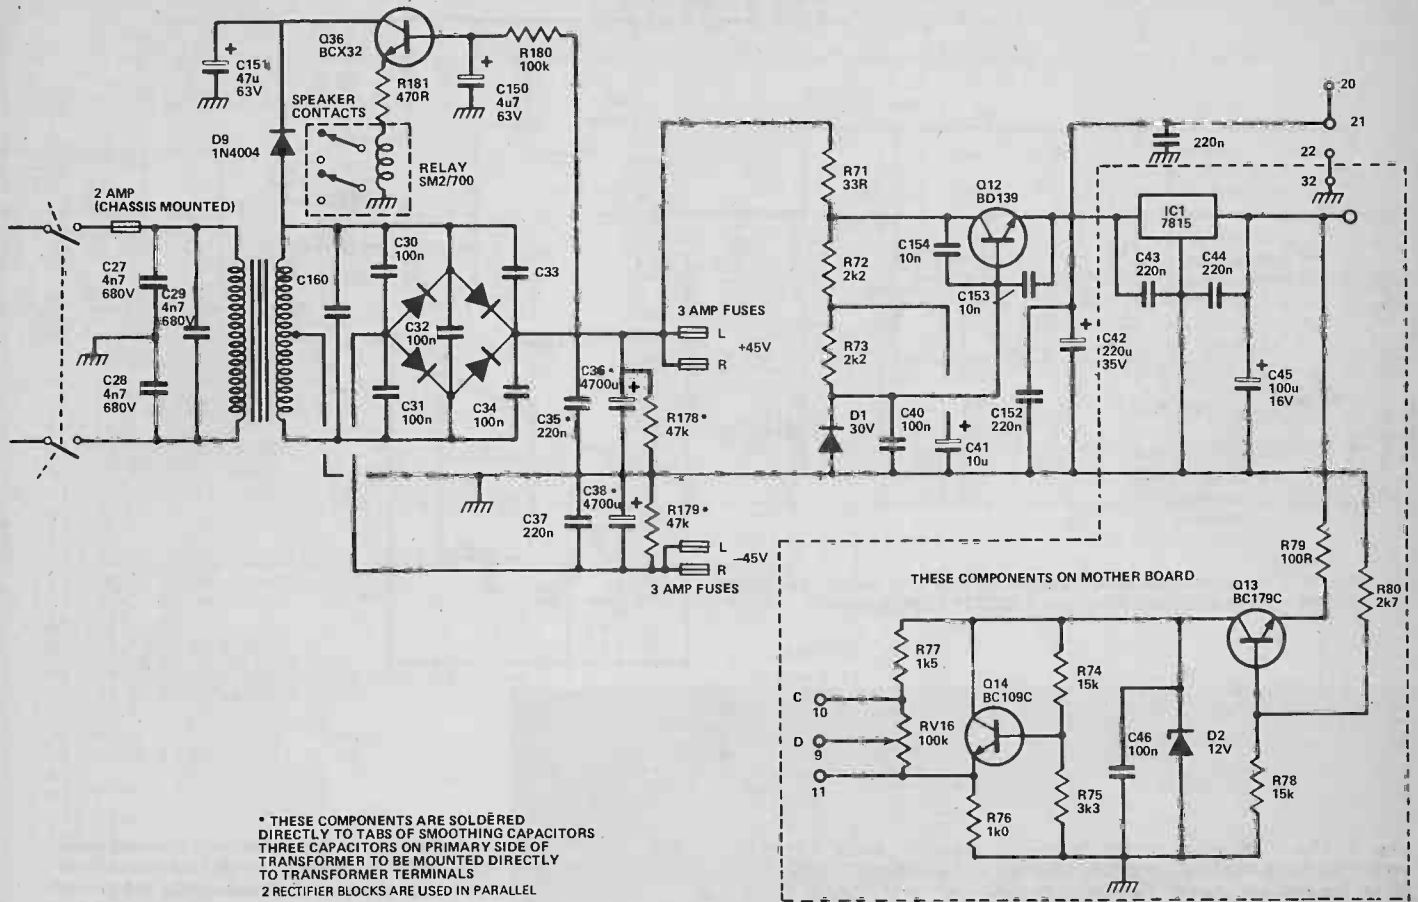 Q36
BCX32
C151
47u
63V
+
R180
100k
+
C150
4u7
63V
R181
470R
SPEAKER
CONTACTS
D9
1N4004
RELAY
SM2/700
2 AMP
(CHASSIS MOUNTED)
C27
4n7
680V
C29
4n7
680V
C28
4n7
680V
C160
C30
100n
C33
C32
100n
C31
100n
C34
100n
3 AMP FUSES
L
+45V
R
C36*
4700u
+
C35
220n*
R178*
47k
C38*
4700u
+
C37
220n
R179*
47k
L
—45V
R
3 AMP FUSES
R71
33R
R72
2k2
R73
2k2
D1
30V
C40
100n
+
C41
10u
C154
10n
Q12
BD139
C153
10n
C152
220n
+
C42
220u
35V
220n
20
21
22
32
IC1
7815
C43
220n
C44
220n
+
C45
100u
16V
THESE COMPONENTS ON MOTHER BOARD
R79
100R
R80
2k7
Q13
BC179C
R77
1k5
Q14
BC109C
R74
15k
C
10
RV16
100k
D
9
11
R76
1k0
R75
3k3
C46
100n
D2
12V
R78
15k
* THESE COMPONENTS ARE SOLDERED
DIRECTLY TO TABS OF SMOOTHING CAPACITORS
THREE CAPACITORS ON PRIMARY SIDE OF
TRANSFORMER TO BE MOUNTED DIRECTLY
TO TRANSFORMER TERMINALS
2 RECTIFIER BLOCKS ARE USED IN PARALLEL